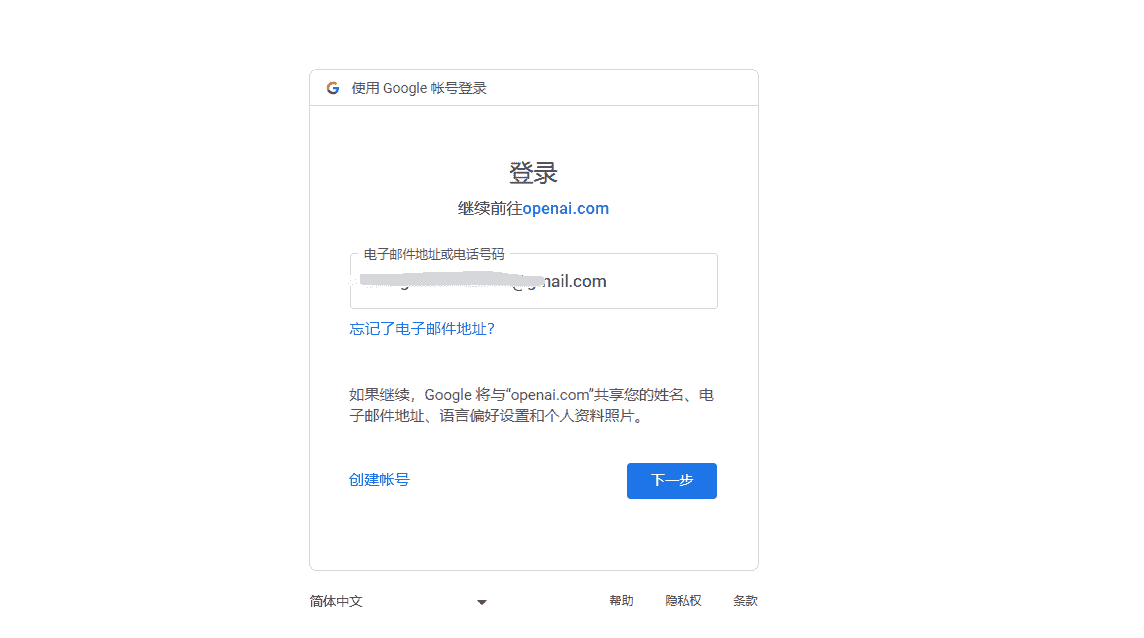 使用 Google 帐号登录
登录
继续前往openai.com
电子邮件地址或电话号码
@gmail.com
忘记了电子邮件地址?
如果继续，Google 将与“openai.com”共享您的姓名、电
子邮件地址、语言偏好设置和个人资料照片。
创建帐号
下一步
简体中文
帮助
隐私权
条款